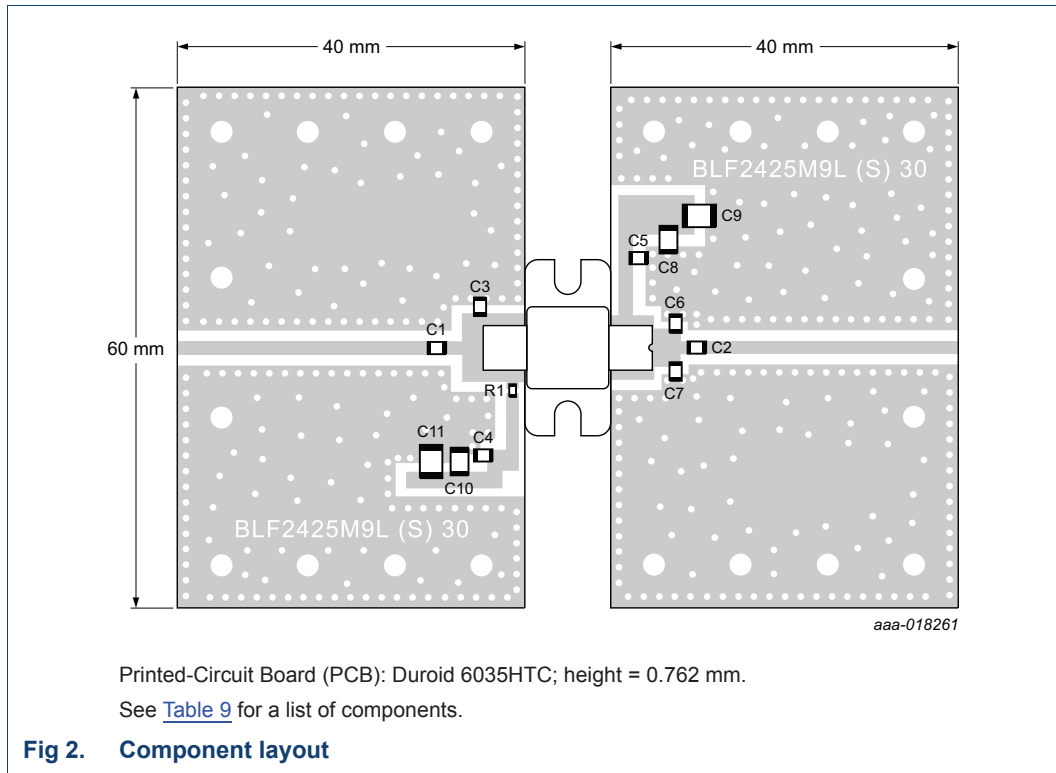 40 mm
40 mm
BLF2425M9L (S) 30
C9
C5
C8
C3
C6
C1
60 mm
C2
R1
C7
C11
C4
C10
BLF2425M9L (S) 30
aaa-018261
Printed-Circuit Board (PCB): Duroid 6035HTC; height = 0.762 mm.
See Table 9 for a list of components.
Fig 2. Component layout